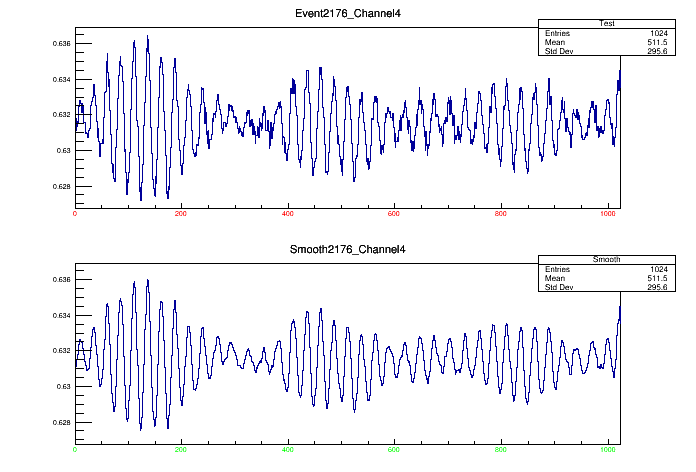 Event2176_Channel4
Test
Entries 1024
Mean 511.5
Std Dev 295.6
0.636
0.634
0.632
0.63
0.628
0 200 400 600 800 1000
Smooth2176_Channel4
Smooth
Entries 1024
Mean 511.5
Std Dev 295.6
0.636
0.634
0.632
0.63
0.628
0 200 400 600 800 1000